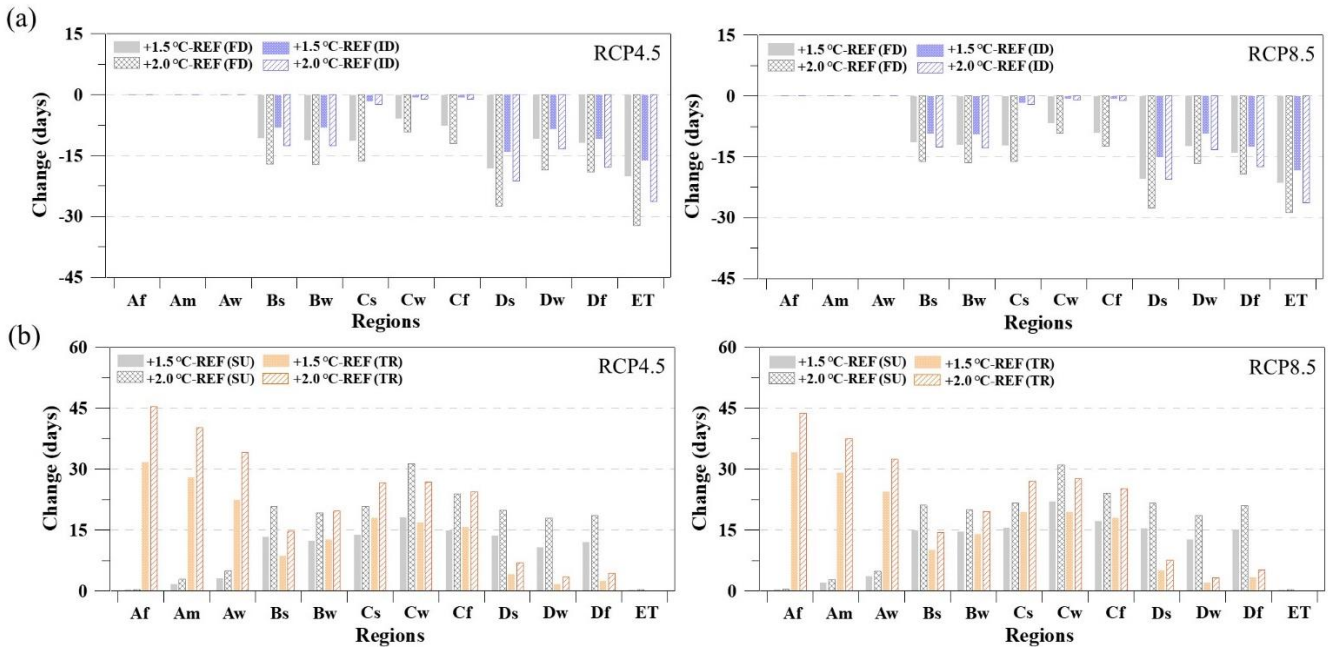 (a)
15
+1.5 °C-REF (FD) +1.5 °C-REF (ID)
+2.0 °C-REF (FD) +2.0 °C-REF (ID)
RCP4.5
0
-15
-30
-45
Change (days)
Af Am Aw Bs Bw Cs Cw Cf Ds Dw Df ET
Regions
15
+1.5 °C-REF (FD) +1.5 °C-REF (ID)
+2.0 °C-REF (FD) +2.0 °C-REF (ID)
RCP8.5
0
-15
-30
-45
Change (days)
Af Am Aw Bs Bw Cs Cw Cf Ds Dw Df ET
Regions
(b)
60
+1.5 °C-REF (SU) +1.5 °C-REF (TR)
+2.0 °C-REF (SU) +2.0 °C-REF (TR)
RCP4.5
45
30
15
0
Change (days)
Af Am Aw Bs Bw Cs Cw Cf Ds Dw Df ET
Regions
60
+1.5 °C-REF (SU) +1.5 °C-REF (TR)
+2.0 °C-REF (SU) +2.0 °C-REF (TR)
RCP8.5
45
30
15
0
Change (days)
Af Am Aw Bs Bw Cs Cw Cf Ds Dw Df ET
Regions